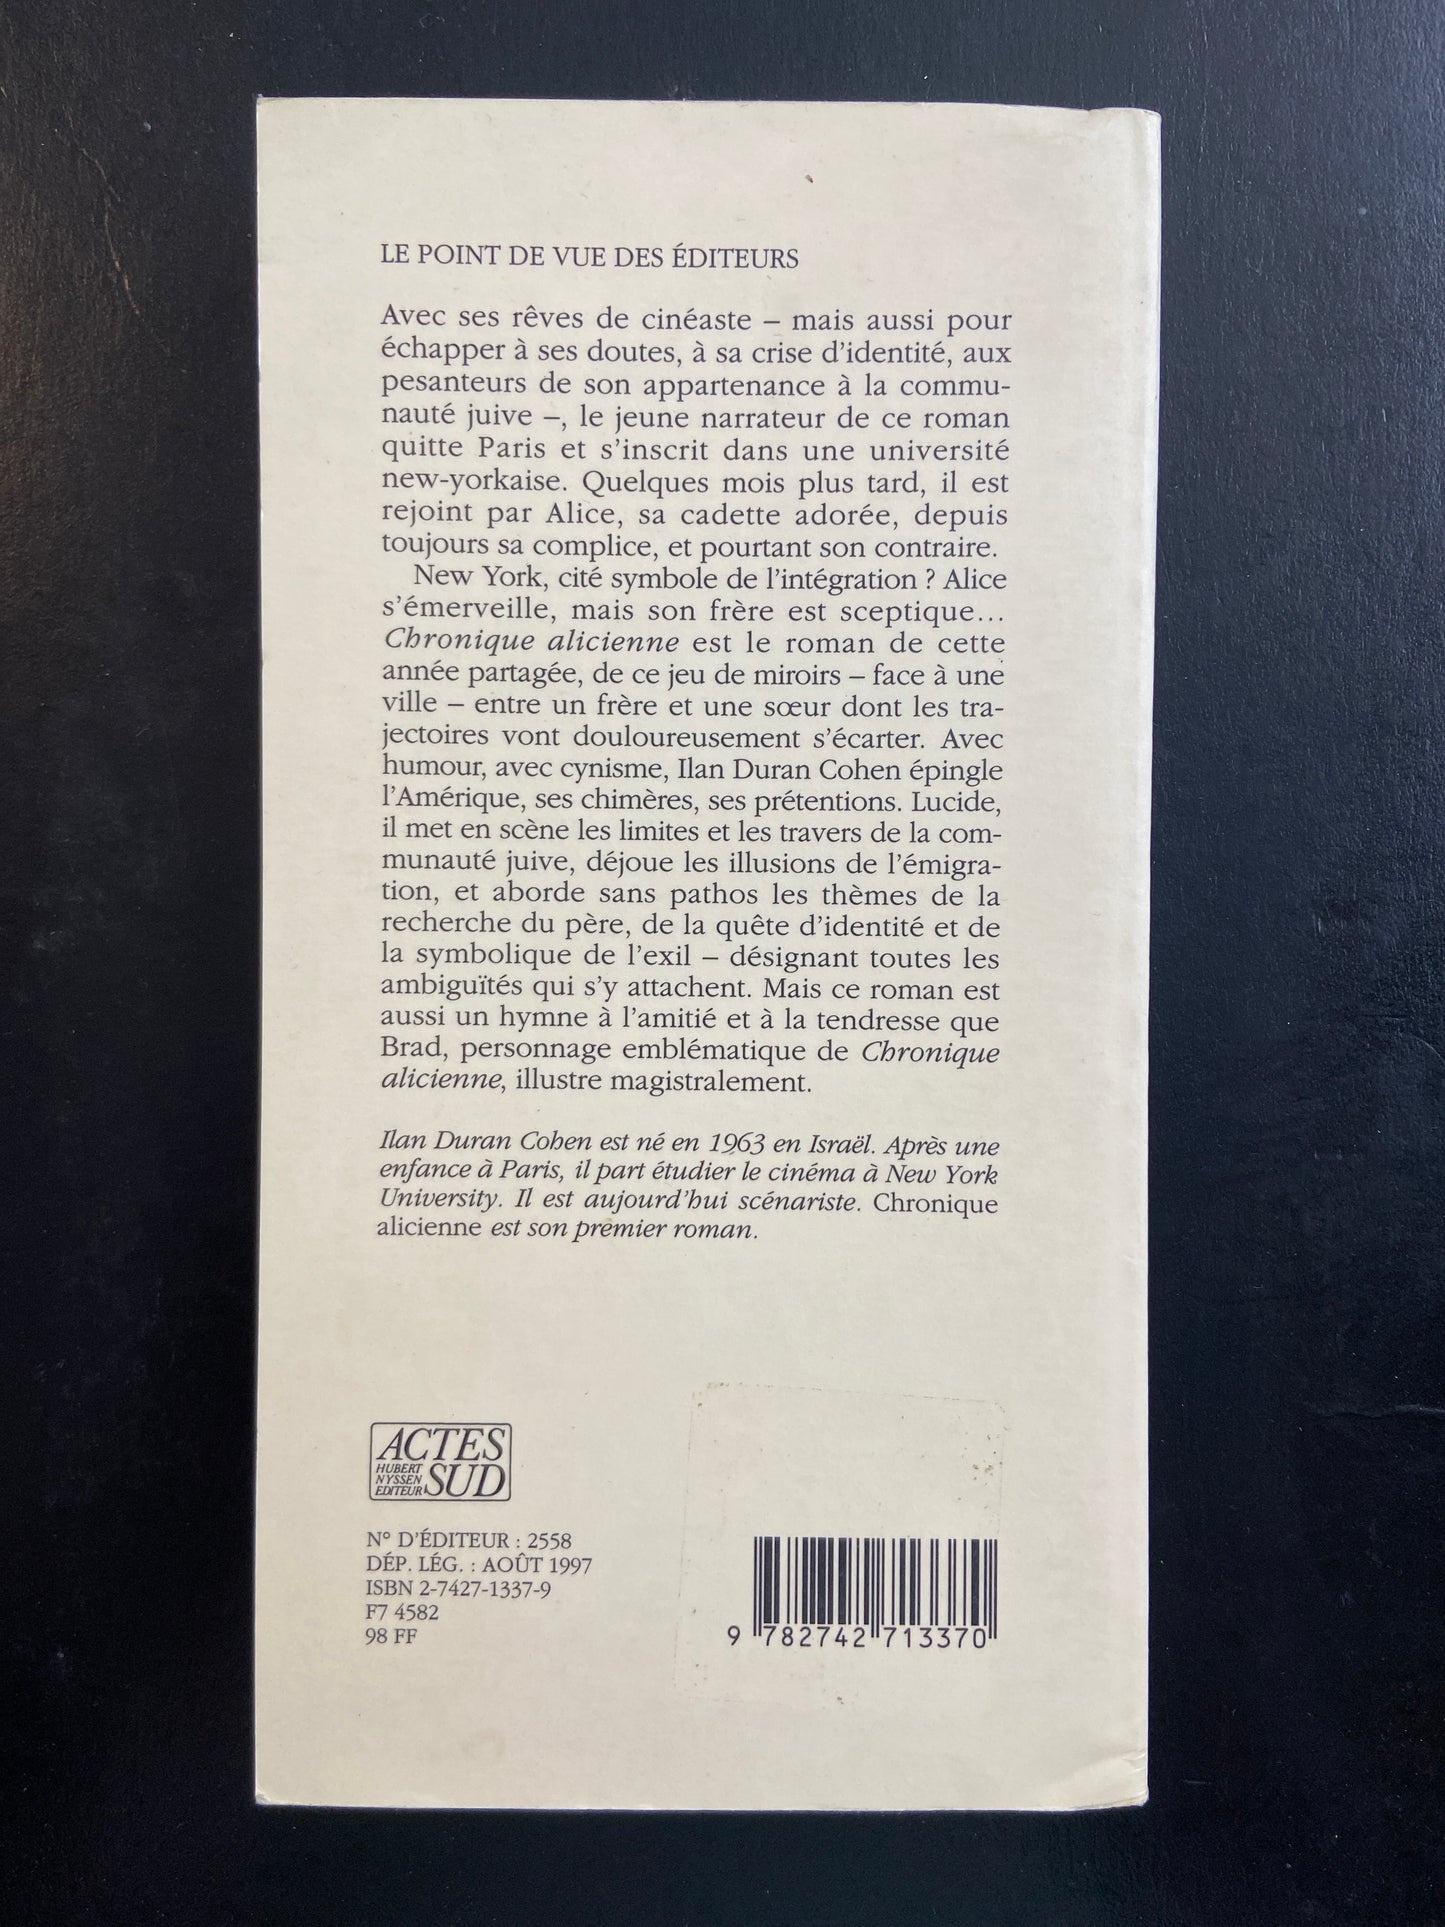 LE POINT DE VUE DES ÉDITEURS
Avec ses rêves de cinéaste – mais aussi pour
échapper à ses doutes, à sa crise d'identité, aux
pesanteurs de son appartenance à la commu-
nauté juive –, le jeune narrateur de ce roman
quitte Paris et s'inscrit dans une université
new-yorkaise. Quelques mois plus tard, il est
rejoint par Alice, sa cadette adorée, depuis
toujours sa complice, et pourtant son contraire.
New York, cité symbole de l'intégration ? Alice
s'émerveille, mais son frère est sceptique...
Chronique alicienne est le roman de cette
année partagée, de ce jeu de miroirs – face à une
ville – entre un frère et une sœur dont les tra-
jectoires vont douloureusement s'écarter. Avec
humour, avec cynisme, Ilan Duran Cohen épingle
l'Amérique, ses chimères, ses prétentions. Lucide,
il met en scène les limites et les travers de la com-
munauté juive, déjoue les illusions de l'émigra-
tion, et aborde sans pathos les thèmes de la
recherche du père, de la quête d'identité et de
la symbolique de l'exil – désignant toutes les
ambiguïtés qui s'y attachent. Mais ce roman est
aussi un hymne à l'amitié et à la tendresse que
Brad, personnage emblématique de Chronique
alicienne, illustre magistralement.
Ilan Duran Cohen est né en 1963 en Israël. Après une
enfance à Paris, il part étudier le cinéma à New York
University. Il est aujourd'hui scénariste. Chronique
alicienne est son premier roman.
ACTES
HUBERT
NYSSEN
EDITEUR
SUD
N° D'ÉDITEUR : 2558
DÉP. LÉG. : AOÛT 1997
ISBN 2-7427-1337-9
F7 4582
98 FF
9 782742 713370